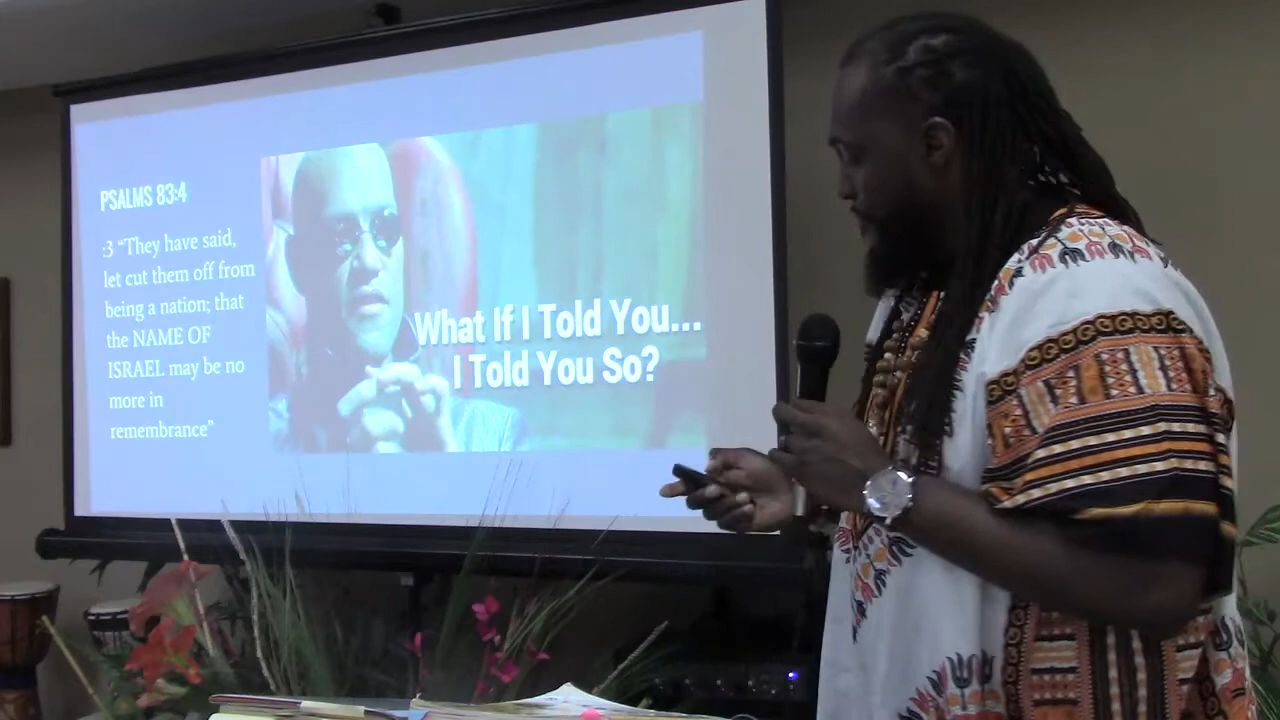 PSALMS 83:4
:3 “They have said,
let cut them off from
being a nation; that
the NAME OF
ISRAEL may be no
more in
remembrance”
What If I Told You...
I Told You So?